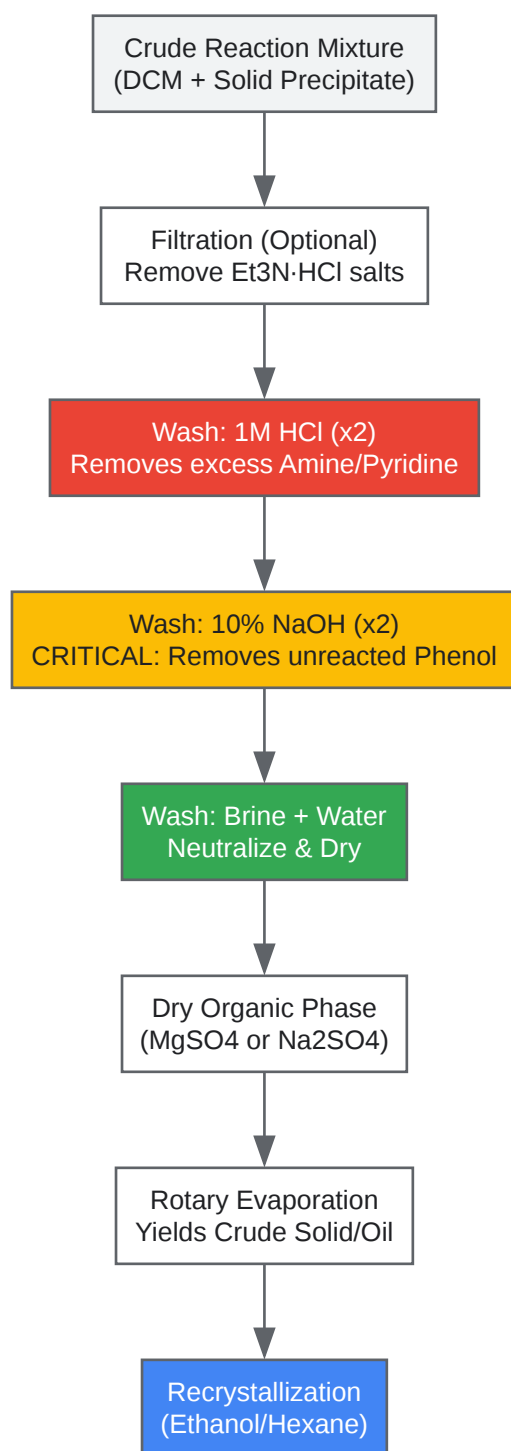 Crude Reaction Mixture
(DCM + Solid Precipitate)
Filtration (Optional)
Remove Et3N·HCl salts
Wash: 1M HCl (x2)
Removes excess Amine/Pyridine
Wash: 10% NaOH (x2)
CRITICAL: Removes unreacted Phenol
Wash: Brine + Water
Neutralize & Dry
Dry Organic Phase
(MgSO4 or Na2SO4)
Rotary Evaporation
Yields Crude Solid/Oil
Recrystallization
(Ethanol/Hexane)